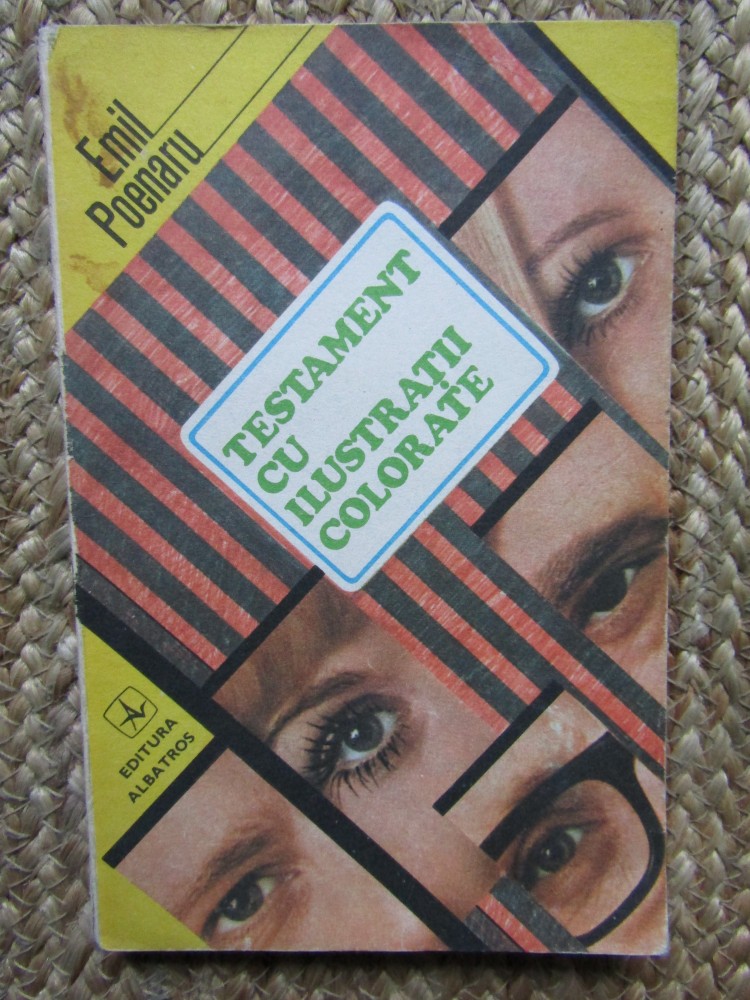 Emil
Poenaru
TESTAMENT
CU
ILUSTRAȚII
COLORATE
EDITURA
ALBATROS